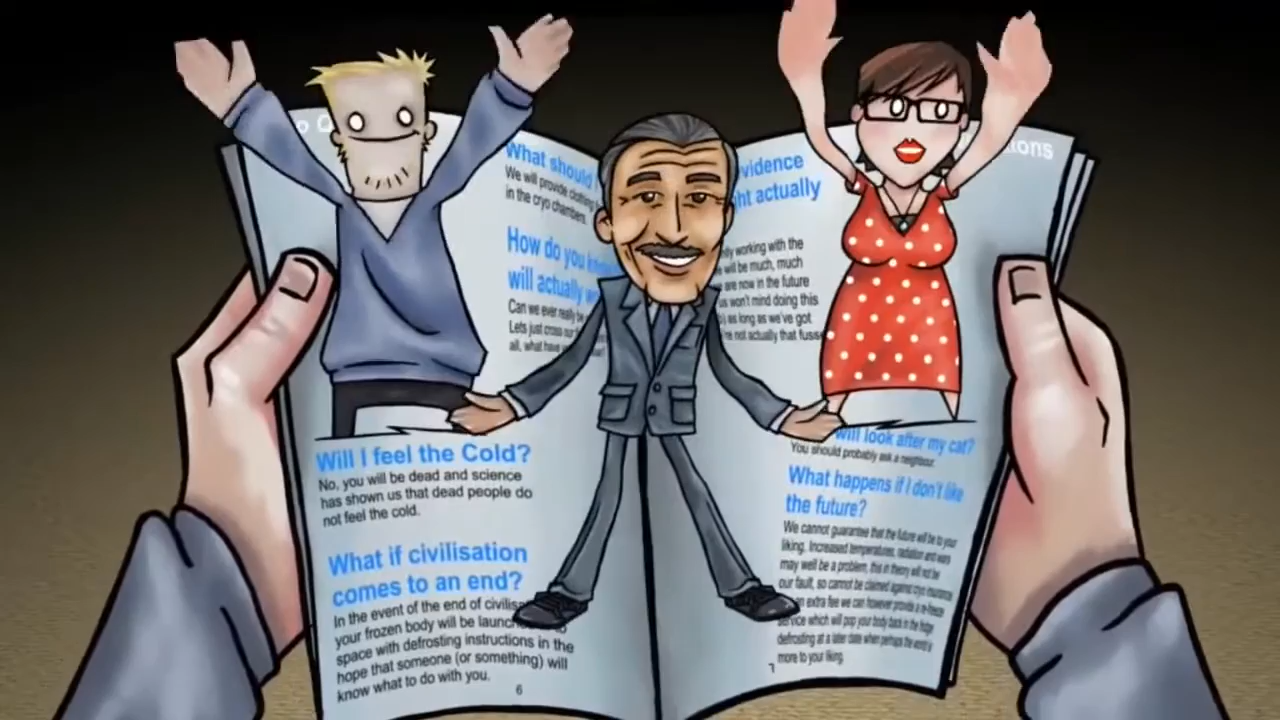 What should
We will provide clothing
in the cryo chambers.
How do you
will actually
Can we ever really be
Lets just cross our
all, what have
Will I feel the Cold?
No, you will be dead and science
has shown us that dead people do
not feel the cold.
What if civilisation
comes to an end?
In the event of the end of
your frozen body will be
space with defrosting instructions in the
hope that someone (or something) will
know what to do with you.
6
actually
working with the
will be much, much
are now in the future
won't mind doing this
as long as we've got
not actually that
will look after my cat?
You should probably ask a neighbour.
What happens if I don't like
the future?
We cannot guarantee that the future will be to your
liking. Increased temperatures, radiation and wars
may well be a problem, this in theory will not be
our fault, so cannot be claimed against cryo insurance
an extra fee we can however provide a re-freeze
service which will pop your body back in the fridge
defrosting at a later date when perhaps the world is
more to your liking.
7